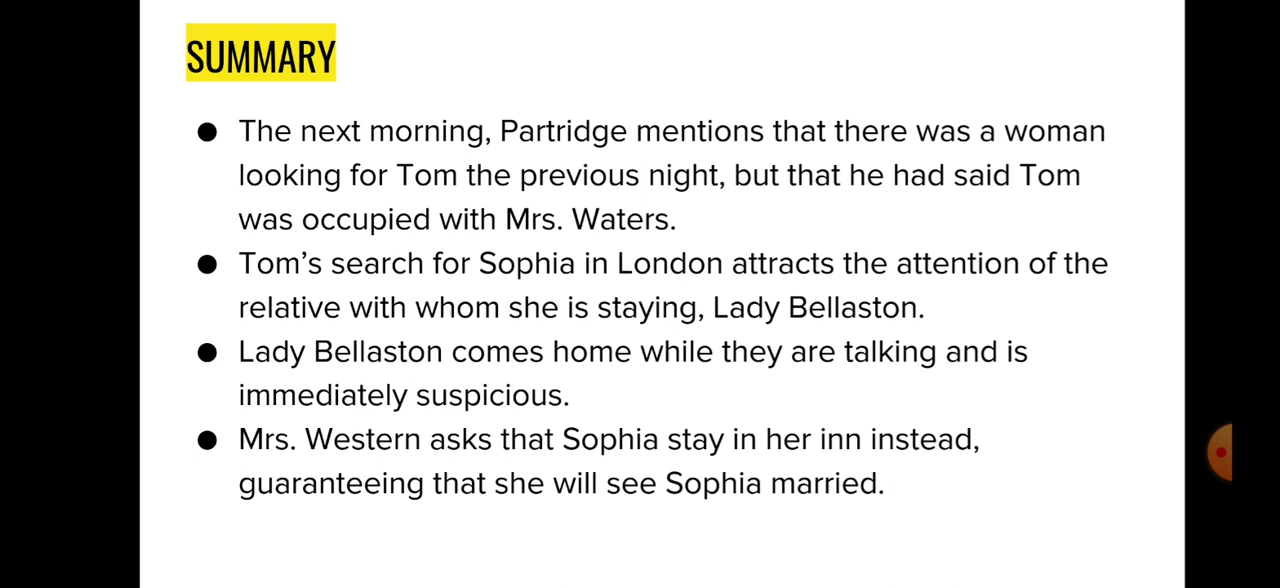 SUMMARY
● The next morning, Partridge mentions that there was a woman
looking for Tom the previous night, but that he had said Tom
was occupied with Mrs. Waters.
● Tom’s search for Sophia in London attracts the attention of the
relative with whom she is staying, Lady Bellaston.
● Lady Bellaston comes home while they are talking and is
immediately suspicious.
● Mrs. Western asks that Sophia stay in her inn instead,
guaranteeing that she will see Sophia married.